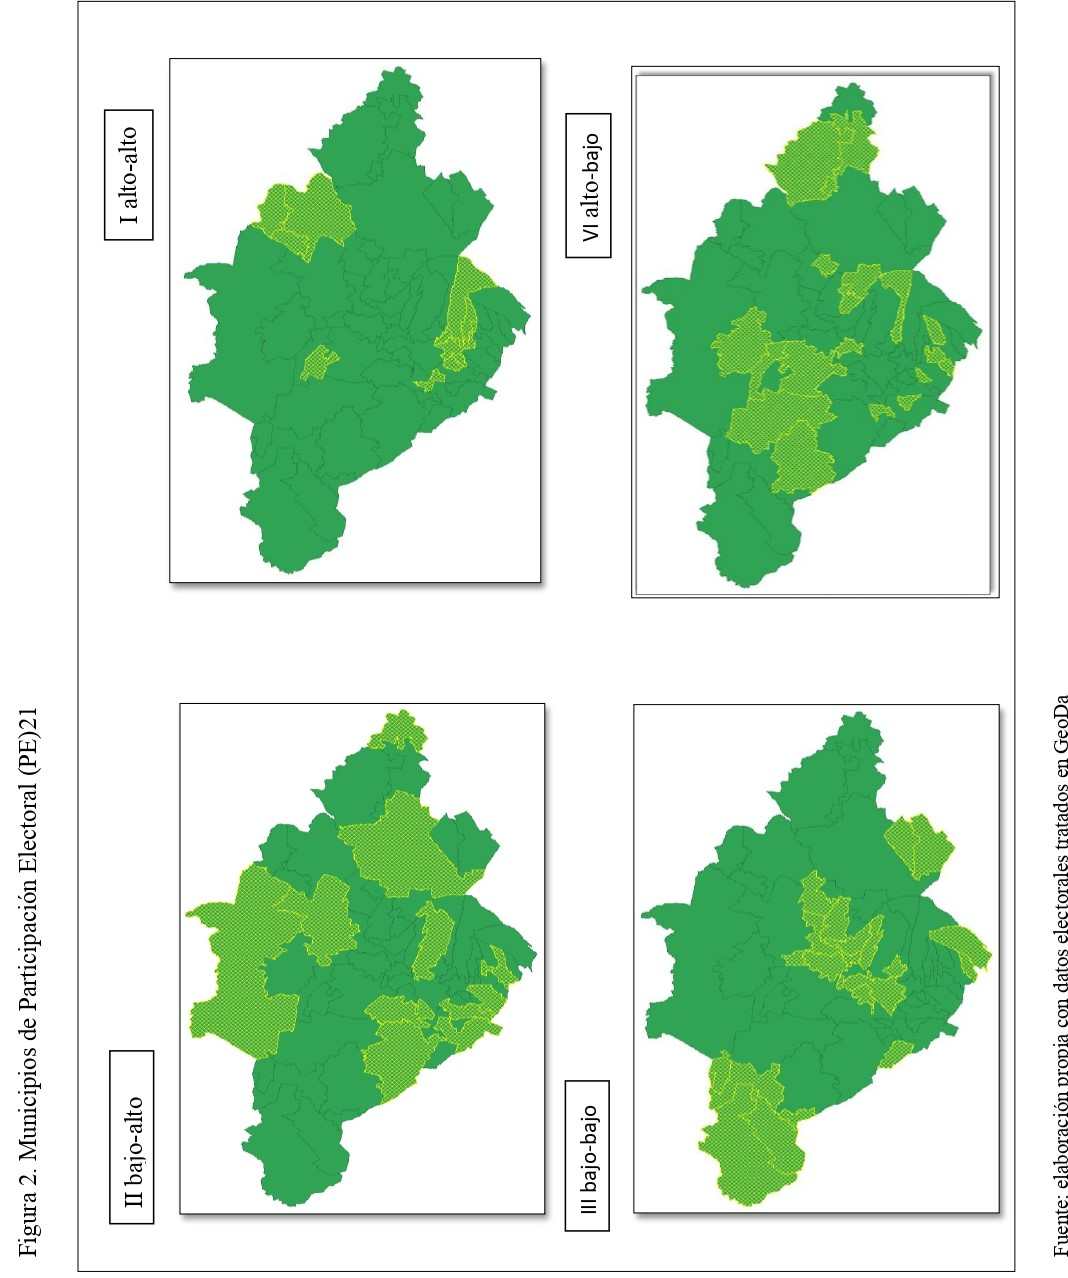 Figura 2. Municipios de Participación Electoral (PE)21
II bajo-alto
I alto-alto
III bajo-bajo
VI alto-bajo
Fuente: elaboración propia con datos electorales tratados en GeoDa